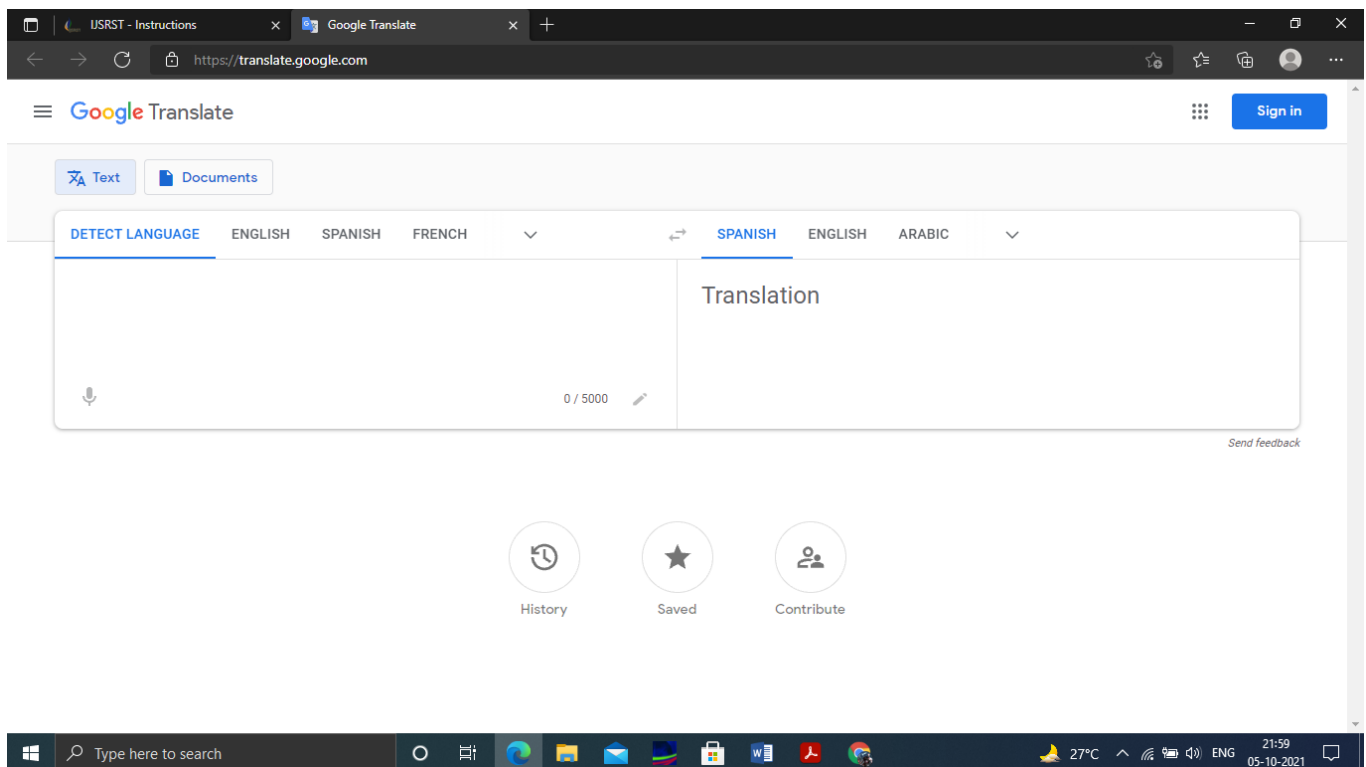 IJSRST - Instructions
Google Translate
https://translate.google.com
Google Translate
Sign in
Text
Documents
DETECT LANGUAGE ENGLISH SPANISH FRENCH
SPANISH ENGLISH ARABIC
Translation
0 / 5000
Send feedback
History
Saved
Contribute
Type here to search
27°C
ENG
21:59
05-10-2021